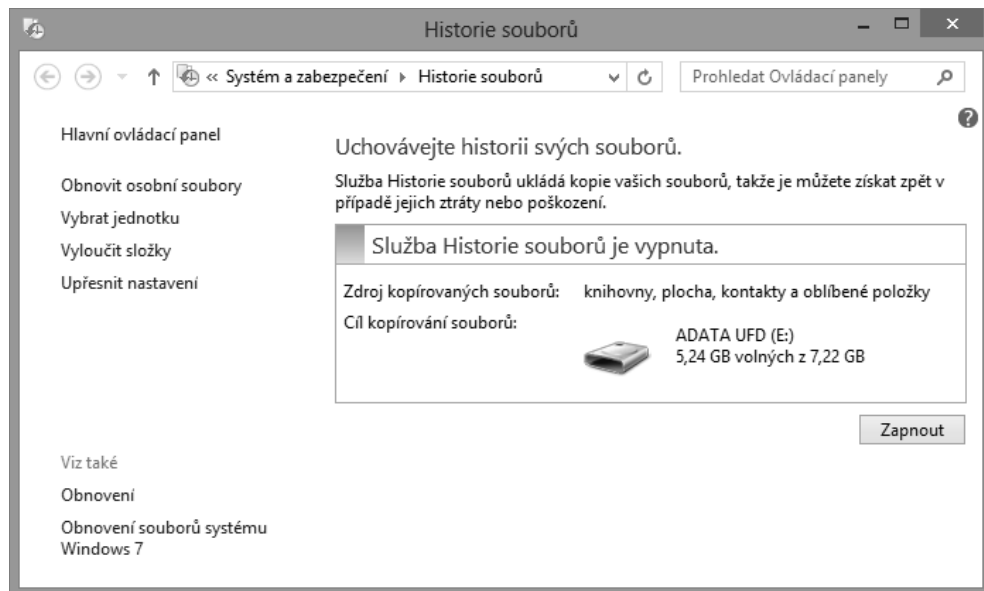 Historie souborů
« Systém a zabezpečení ▸ Historie souborů
Prohledat Ovládací panely
Hlavní ovládací panel
Obnovit osobní soubory
Vybrat jednotku
Vyloučit složky
Upřesnit nastavení
Uchovávejte historii svých souborů.
Služba Historie souborů ukládá kopie vašich souborů, takže je můžete získat zpět v
případě jejich ztráty nebo poškození.
Služba Historie souborů je vypnuta.
Zdroj kopírovaných souborů: knihovny, plocha, kontakty a oblíbené položky
Cíl kopírování souborů:
ADATA UFD (E:)
5,24 GB volných z 7,22 GB
Zapnout
Viz také
Obnovení
Obnovení souborů systému
Windows 7